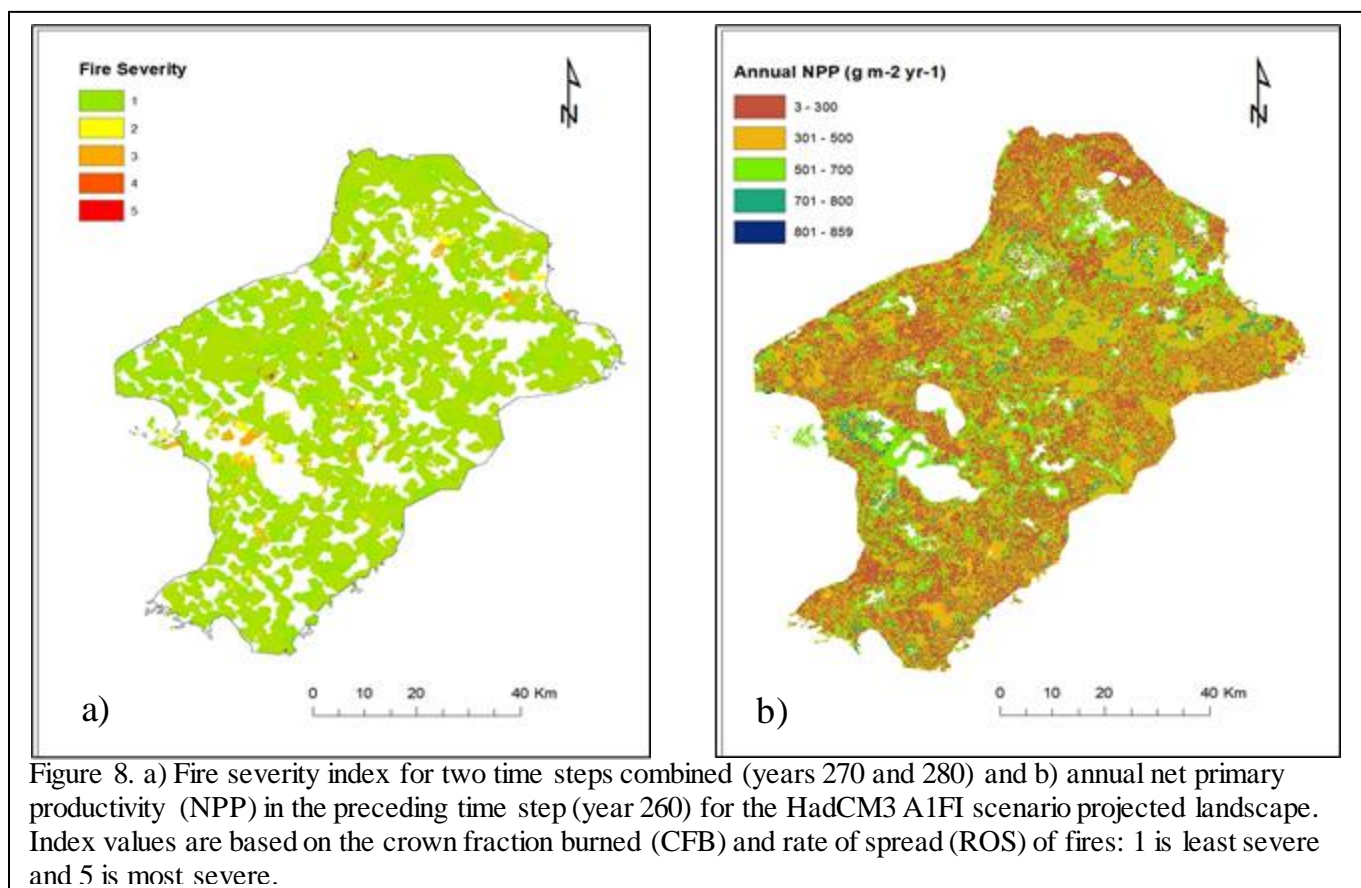 Fire Severity
1
2
3
4
5
N
0 10 20 40 Km
a)
Annual NPP (g m-2 yr-1)
3 - 300
301 - 500
501 - 700
701 - 800
801 - 859
N
0 10 20 40 Km
b)
Figure 8. a) Fire severity index for two time steps combined (years 270 and 280) and b) annual net primary
productivity (NPP) in the preceding time step (year 260) for the HadCM3 A1FI scenario projected landscape.
Index values are based on the crown fraction burned (CFB) and rate of spread (ROS) of fires: 1 is least severe
and 5 is most severe.